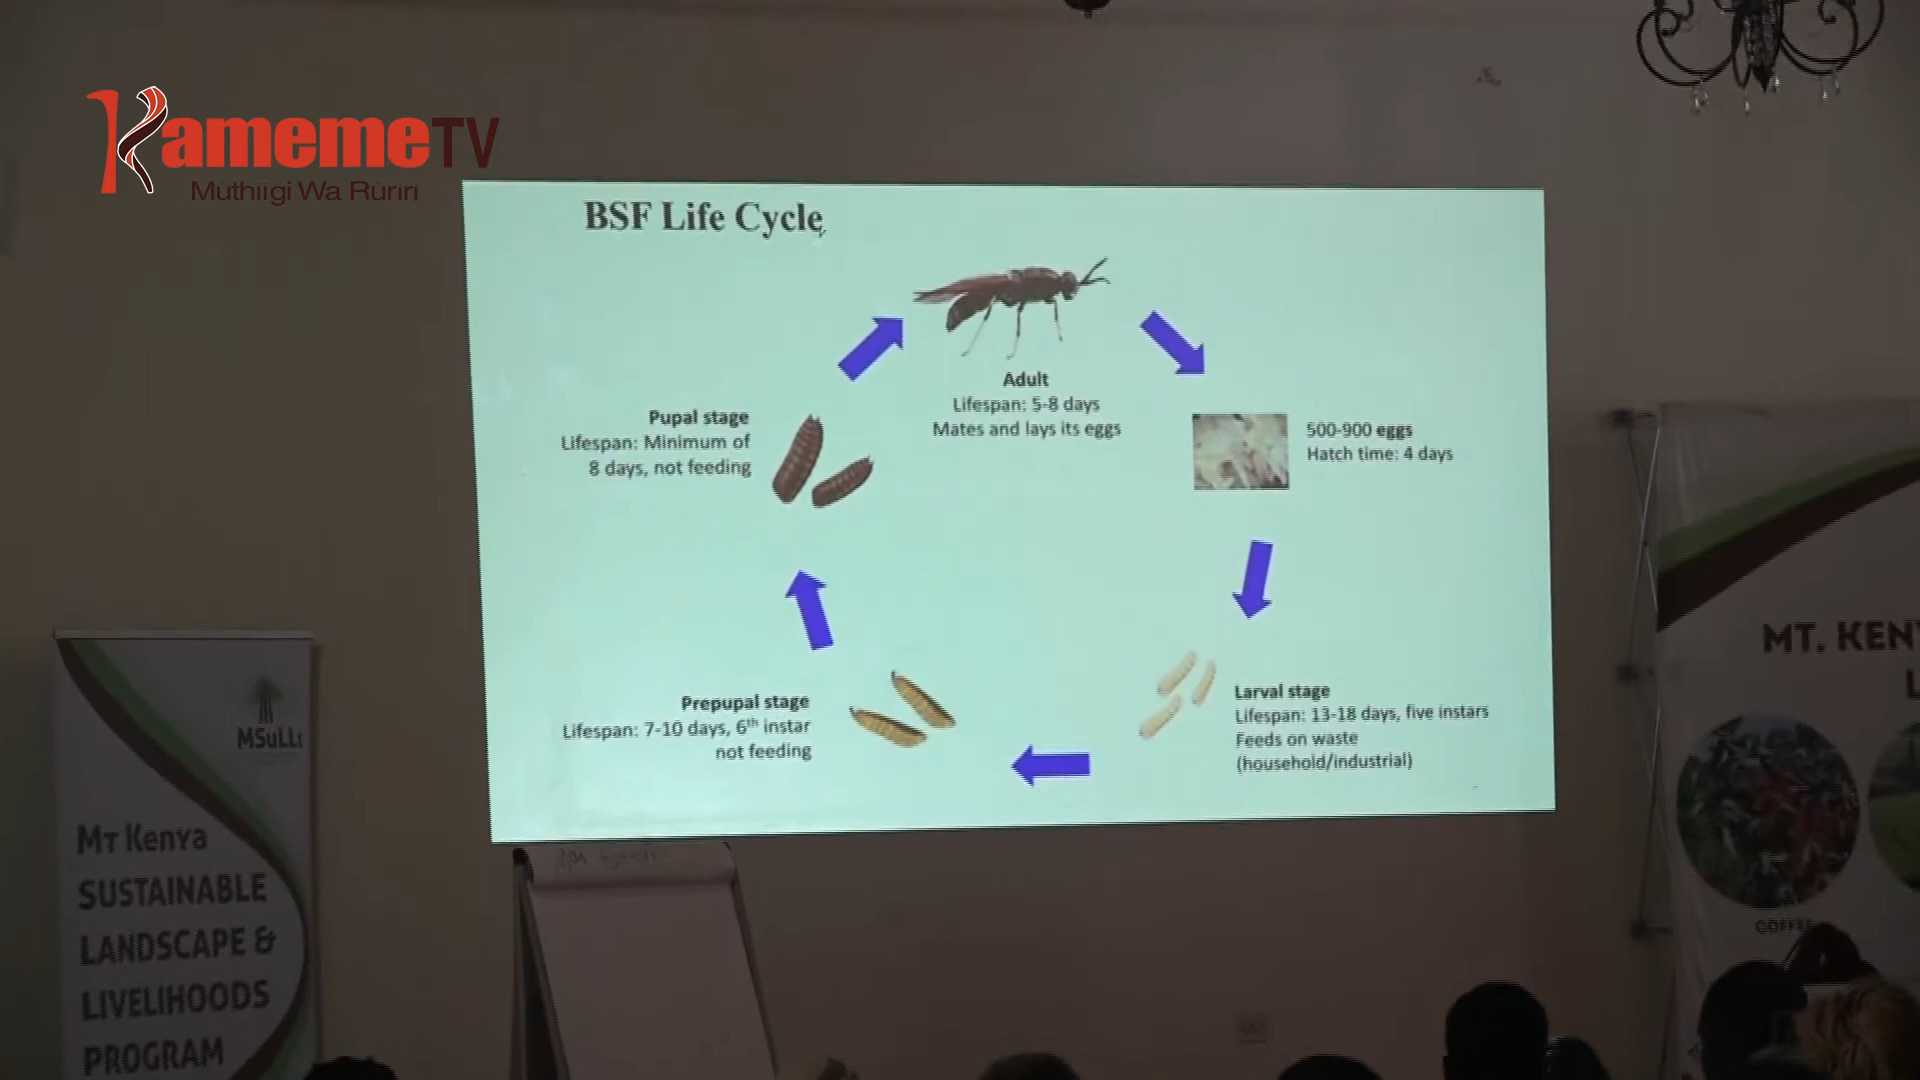 KamemeTV
Muthiigi Wa Ruriri
BSF Life Cycle
Adult
Lifespan: 5-8 days
Mates and lays its eggs
500-900 eggs
Hatch time: 4 days
Larval stage
Lifespan: 13-18 days, five instars
Feeds on waste
(household/industrial)
Prepupal stage
Lifespan: 7-10 days, 6th instar
not feeding
Pupal stage
Lifespan: Minimum of
8 days, not feeding
MSuLLi
Mt Kenya
SUSTAINABLE
LANDSCAPE &
LIVELIHOODS
PROGRAM
MT. KENY
L
COFFEE